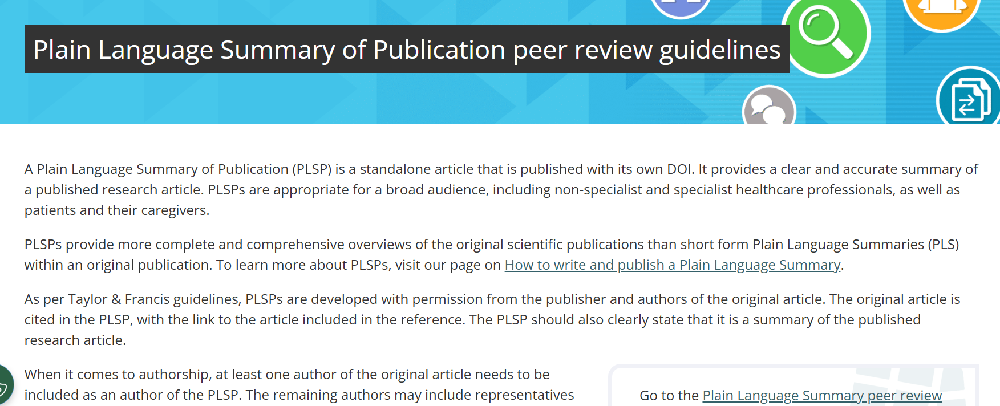 Plain Language Summary of Publication peer review guidelines
A Plain Language Summary of Publication (PLSP) is a standalone article that is published with its own DOI. It provides a clear and accurate summary of
a published research article. PLSPs are appropriate for a broad audience, including non-specialist and specialist healthcare professionals, as well as
patients and their caregivers.
PLSPs provide more complete and comprehensive overviews of the original scientific publications than short form Plain Language Summaries (PLS)
within an original publication. To learn more about PLSPs, visit our page on How to write and publish a Plain Language Summary.
As per Taylor & Francis guidelines, PLSPs are developed with permission from the publisher and authors of the original article. The original article is
cited in the PLSP, with the link to the article included in the reference. The PLSP should also clearly state that it is a summary of the published
research article.
When it comes to authorship, at least one author of the original article needs to be
included as an author of the PLSP. The remaining authors may include representatives
Go to the Plain Language Summary peer review